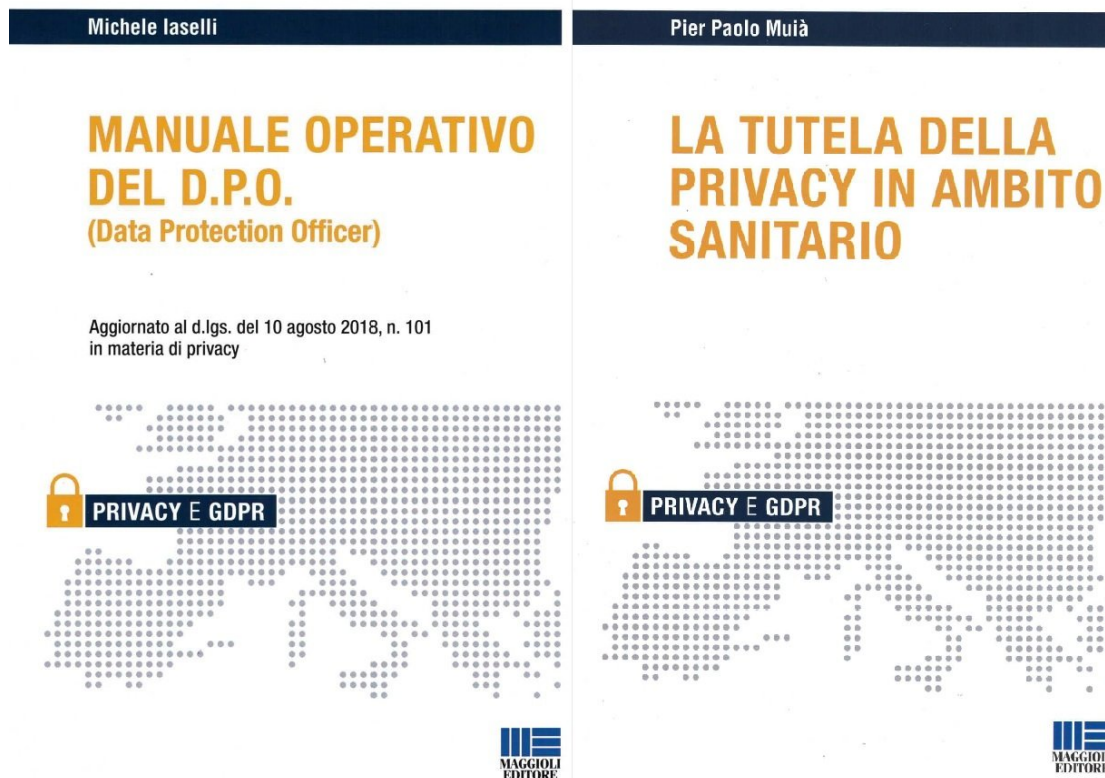 Michele Iaselli
MANUALE OPERATIVO
DEL D.P.O.
(Data Protection Officer)
Aggiornato al d.lgs. del 10 agosto 2018, n. 101
in materia di privacy
PRIVACY E GDPR
MAGGIOLI
EDITORE
Pier Paolo Muià
LA TUTELA DELLA
PRIVACY IN AMBITO
SANITARIO
PRIVACY E GDPR